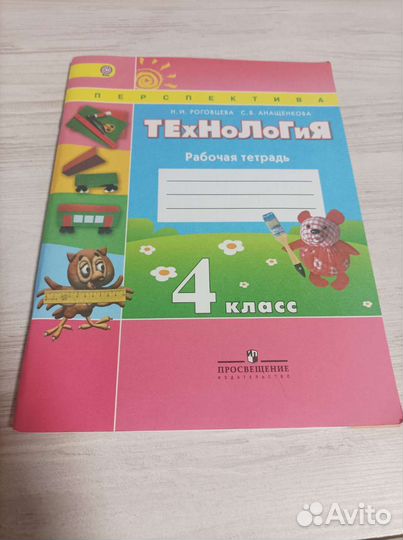 ПЕРСПЕКТИВА
Н. И. РОГОВЦЕВА С. В. АНАЩЕНКОВА
ТЕхНоЛоГиЯ
Рабочая тетрадь
4 класс
ПРОСВЕЩЕНИЕ
ИЗДАТЕЛЬСТВО
Avito